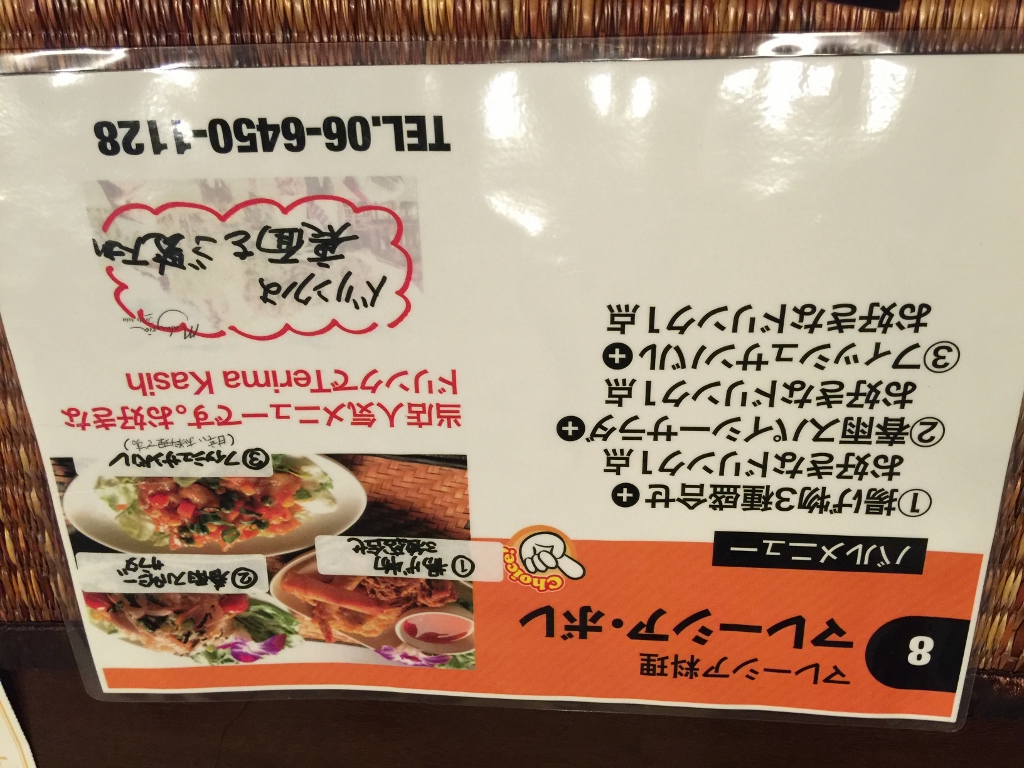 8
マレーシア料理
マレーシア・ボレ
バルメニュー
Choice
①揚げ物3種盛合せ+
お好きなドリンク1点
②春雨スパイシーサラダ+
お好きなドリンク1点
③フィッシュサンバル+
お好きなドリンク1点
①揚げ物
3種盛合せ
②春雨スパイシー
サラダ
③フィッシュサンバル
当店人気メニューです。お好きな
ドリンクでTerima Kasih
ドリンクは
裏面をご覧下さい
TEL.06-6450-1128